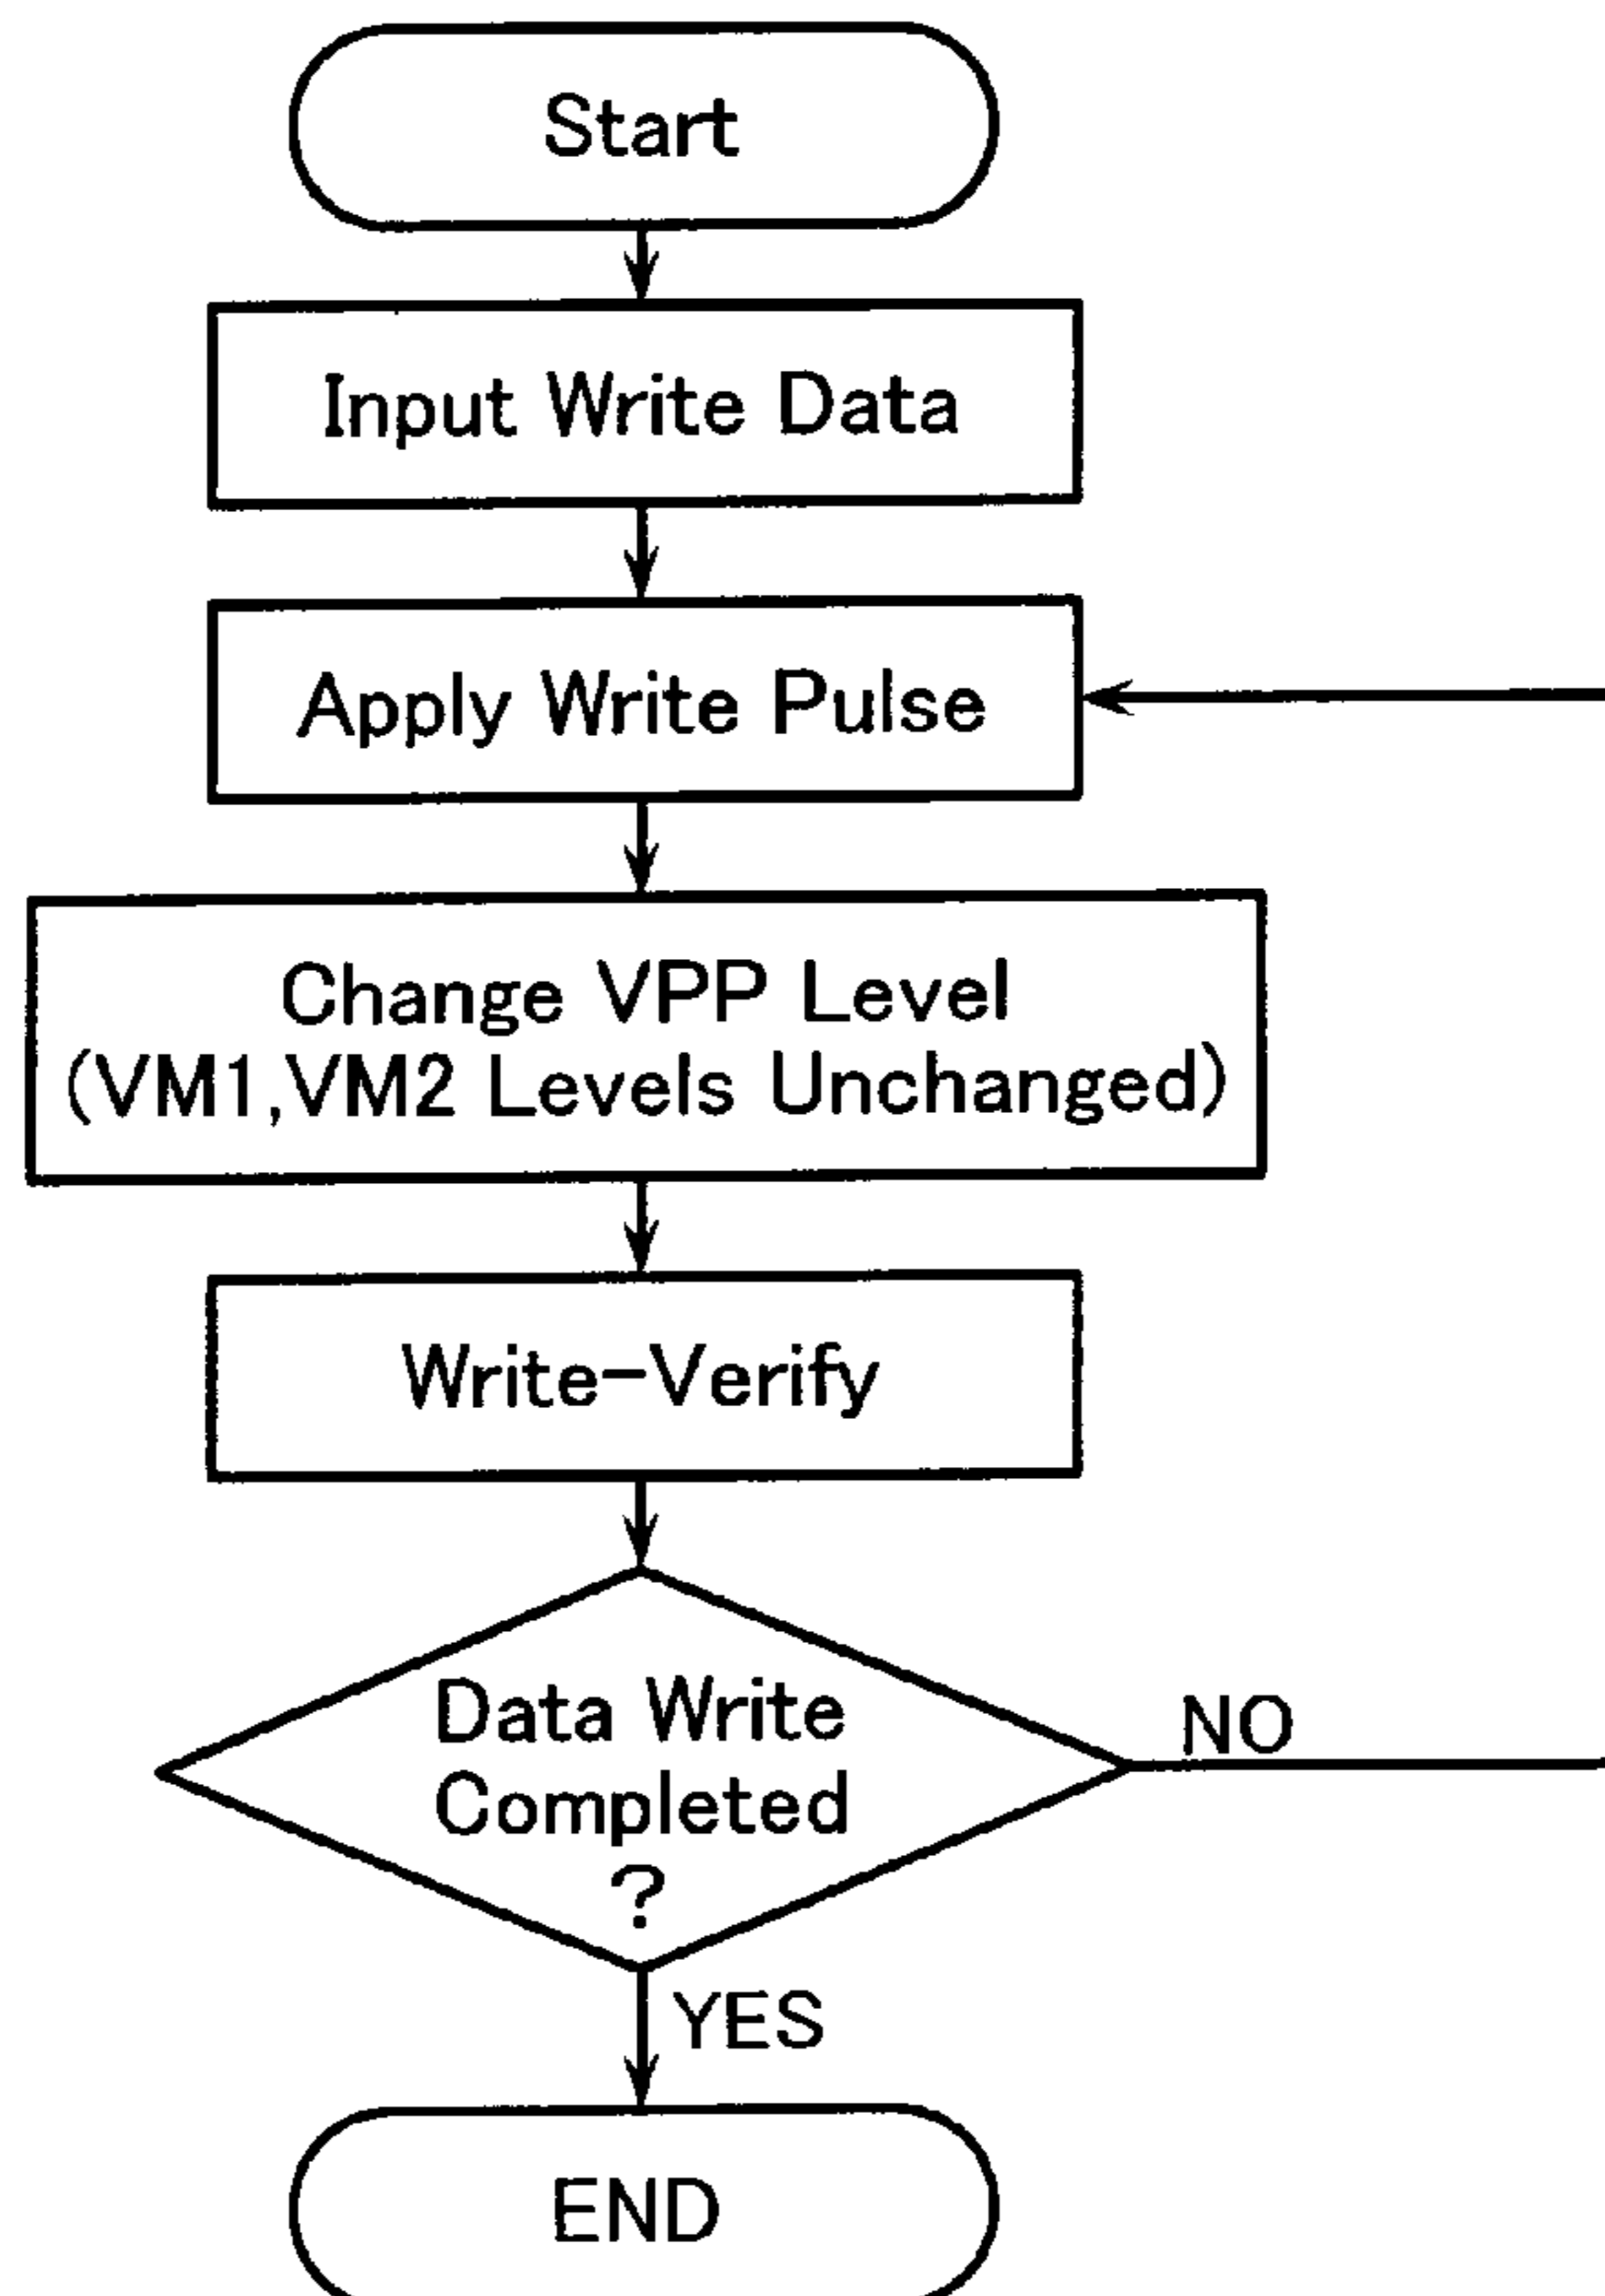 Start
Input Write Data
Apply Write Pulse
Change VPP Level
(VM1,VM2 Levels Unchanged)
Write-Verify
Data Write
Completed
?
NO
YES
END